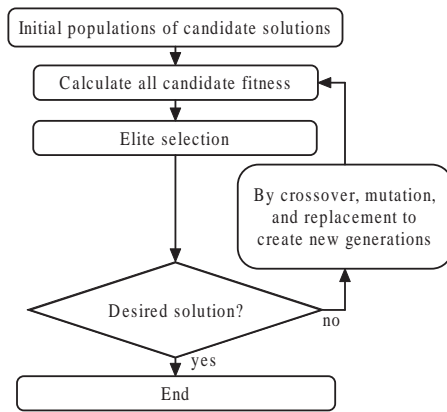 Initial populations of candidate solutions
Calculate all candidate fitness
Elite selection
By crossover, mutation,
and replacement to
create new generations
Desired solution?
no
yes
End